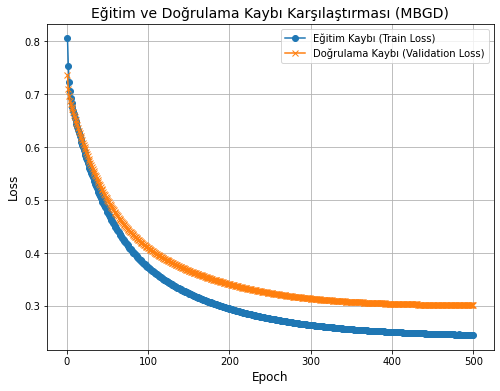 Eğitim ve Doğrulama Kaybı Karşılaştırması (MBGD)
Eğitim Kaybı (Train Loss)
Doğrulama Kaybı (Validation Loss)
Loss
0.8
0.7
0.6
0.5
0.4
0.3
0 100 200 300 400 500
Epoch